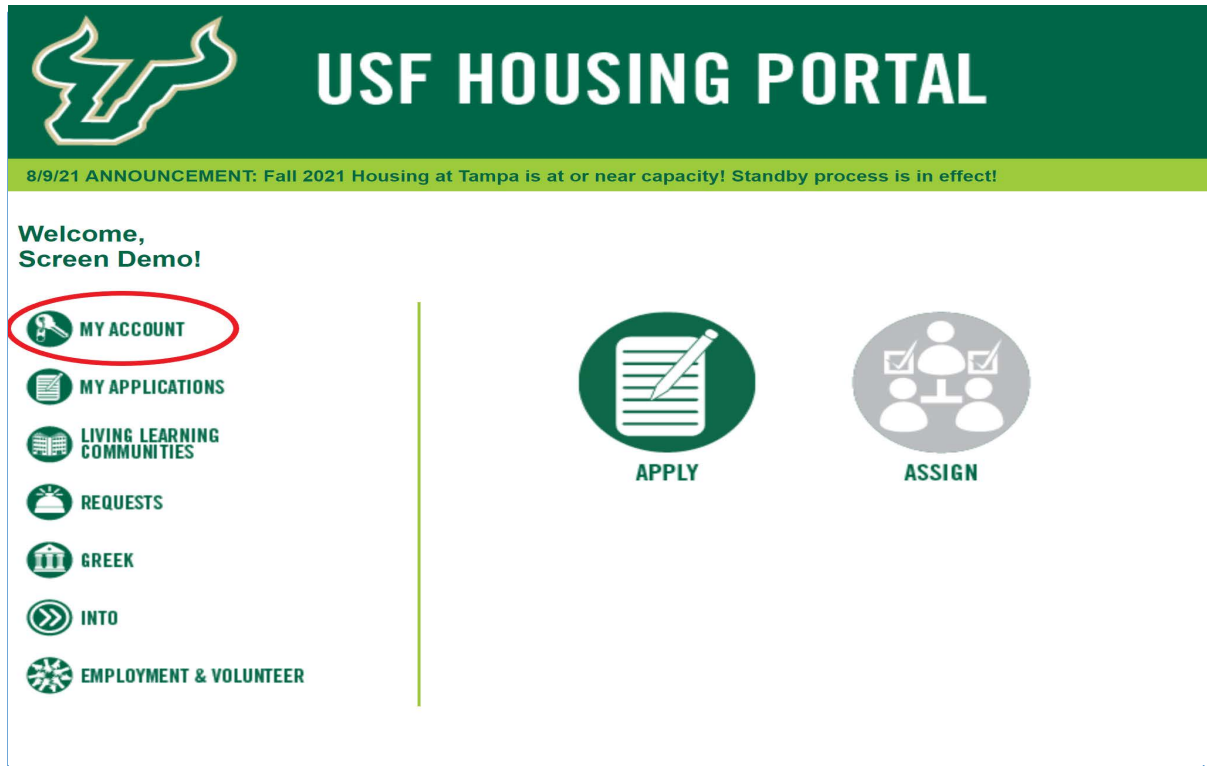 USF HOUSING PORTAL
8/9/21 ANNOUNCEMENT: Fall 2021 Housing at Tampa is at or near capacity! Standby process is in effect!
Welcome,
Screen Demo!
MY ACCOUNT
MY APPLICATIONS
LIVING LEARNING
COMMUNITIES
REQUESTS
GREEK
INTO
EMPLOYMENT & VOLUNTEER
APPLY
ASSIGN